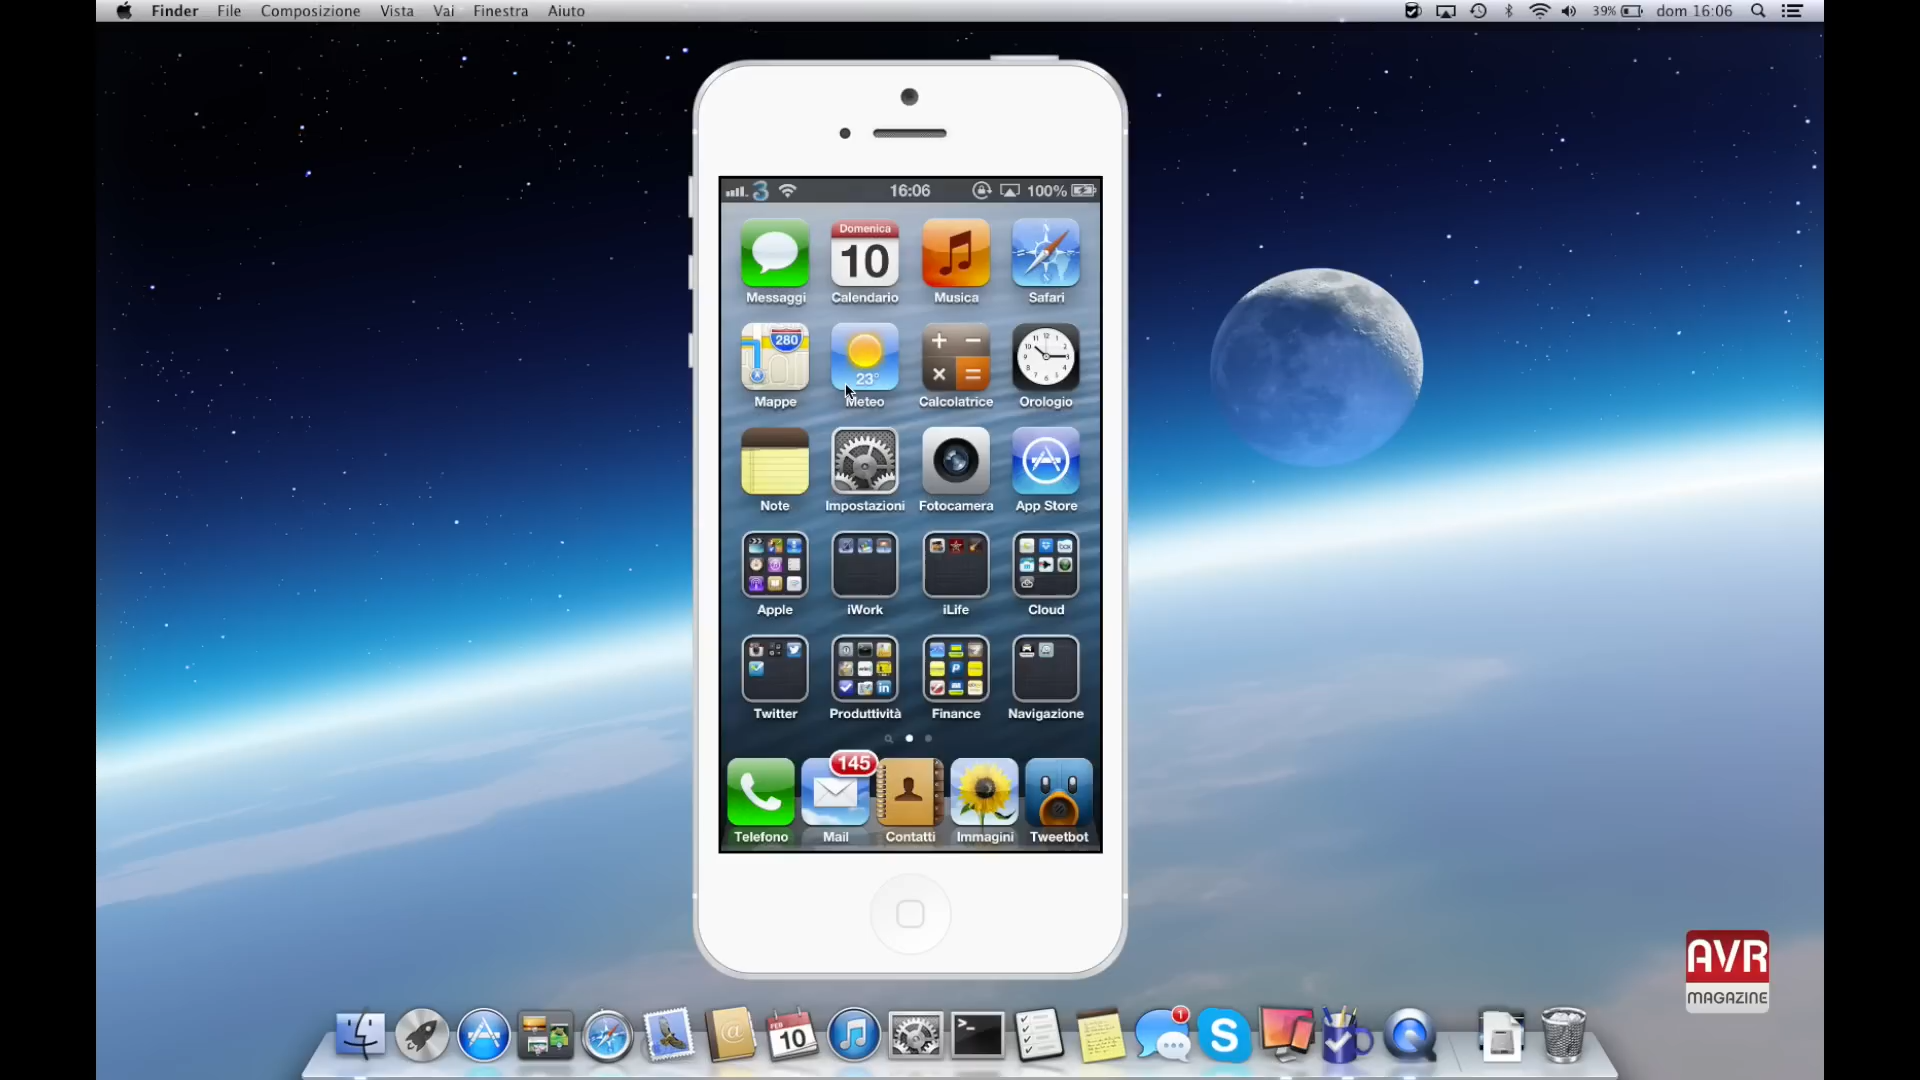 Finder File Composizione Vista Vai Finestra Aiuto 39% dom 16:06
3 16:06 100%
Domenica
10
Messaggi Calendario Musica Safari
280
23°
Mappe Meteo Calcolatrice Orologio
Note Impostazioni Fotocamera App Store
Apple iWork iLife Cloud
Twitter Produttività Finance Navigazione
145
Telefono Mail Contatti Immagini Tweetbot
AVR
MAGAZINE
FEB
10
1